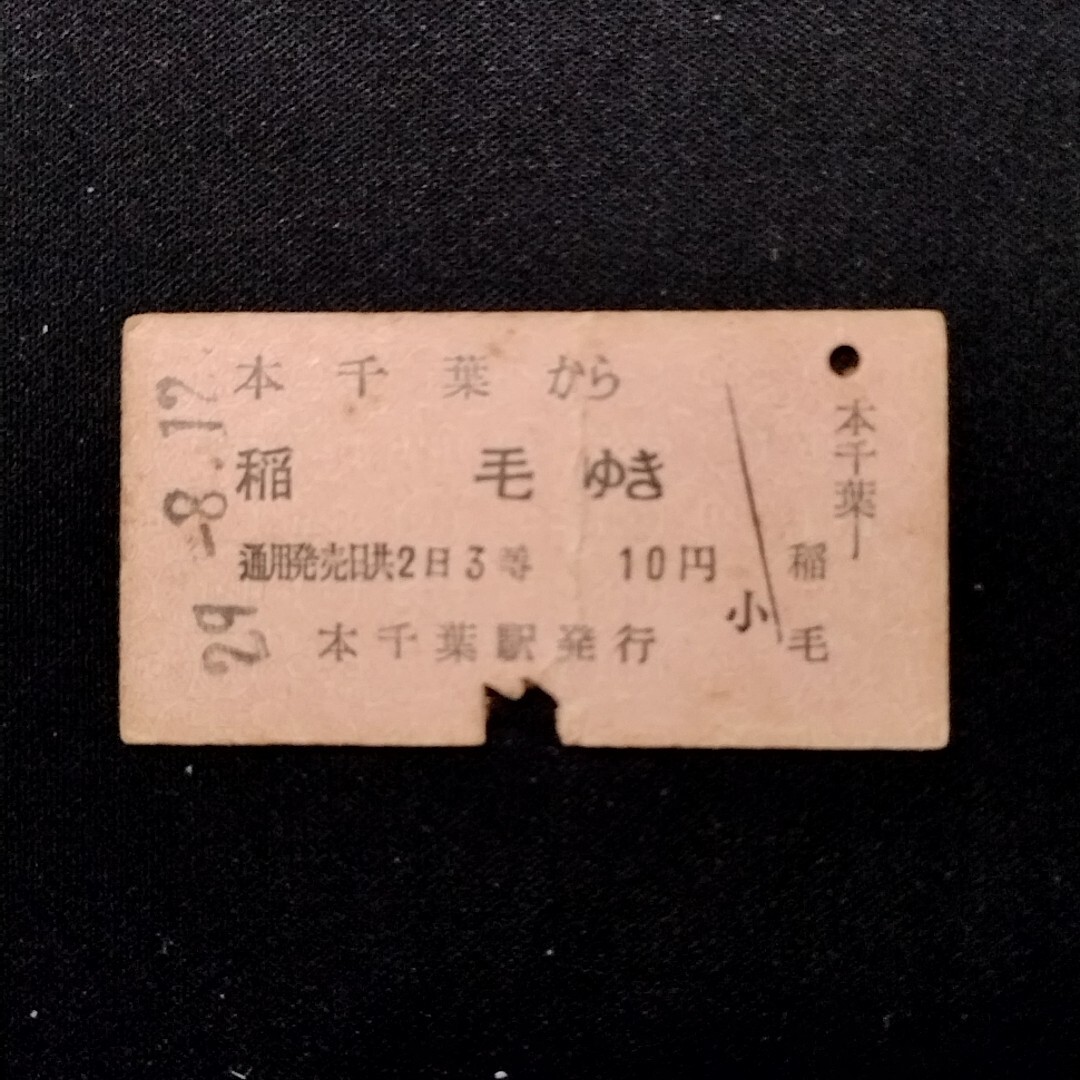 本千葉から
稲毛ゆき
通用発売日共2日3等 10円
本千葉駅発行
小
本千葉―
稲毛
29-8.12